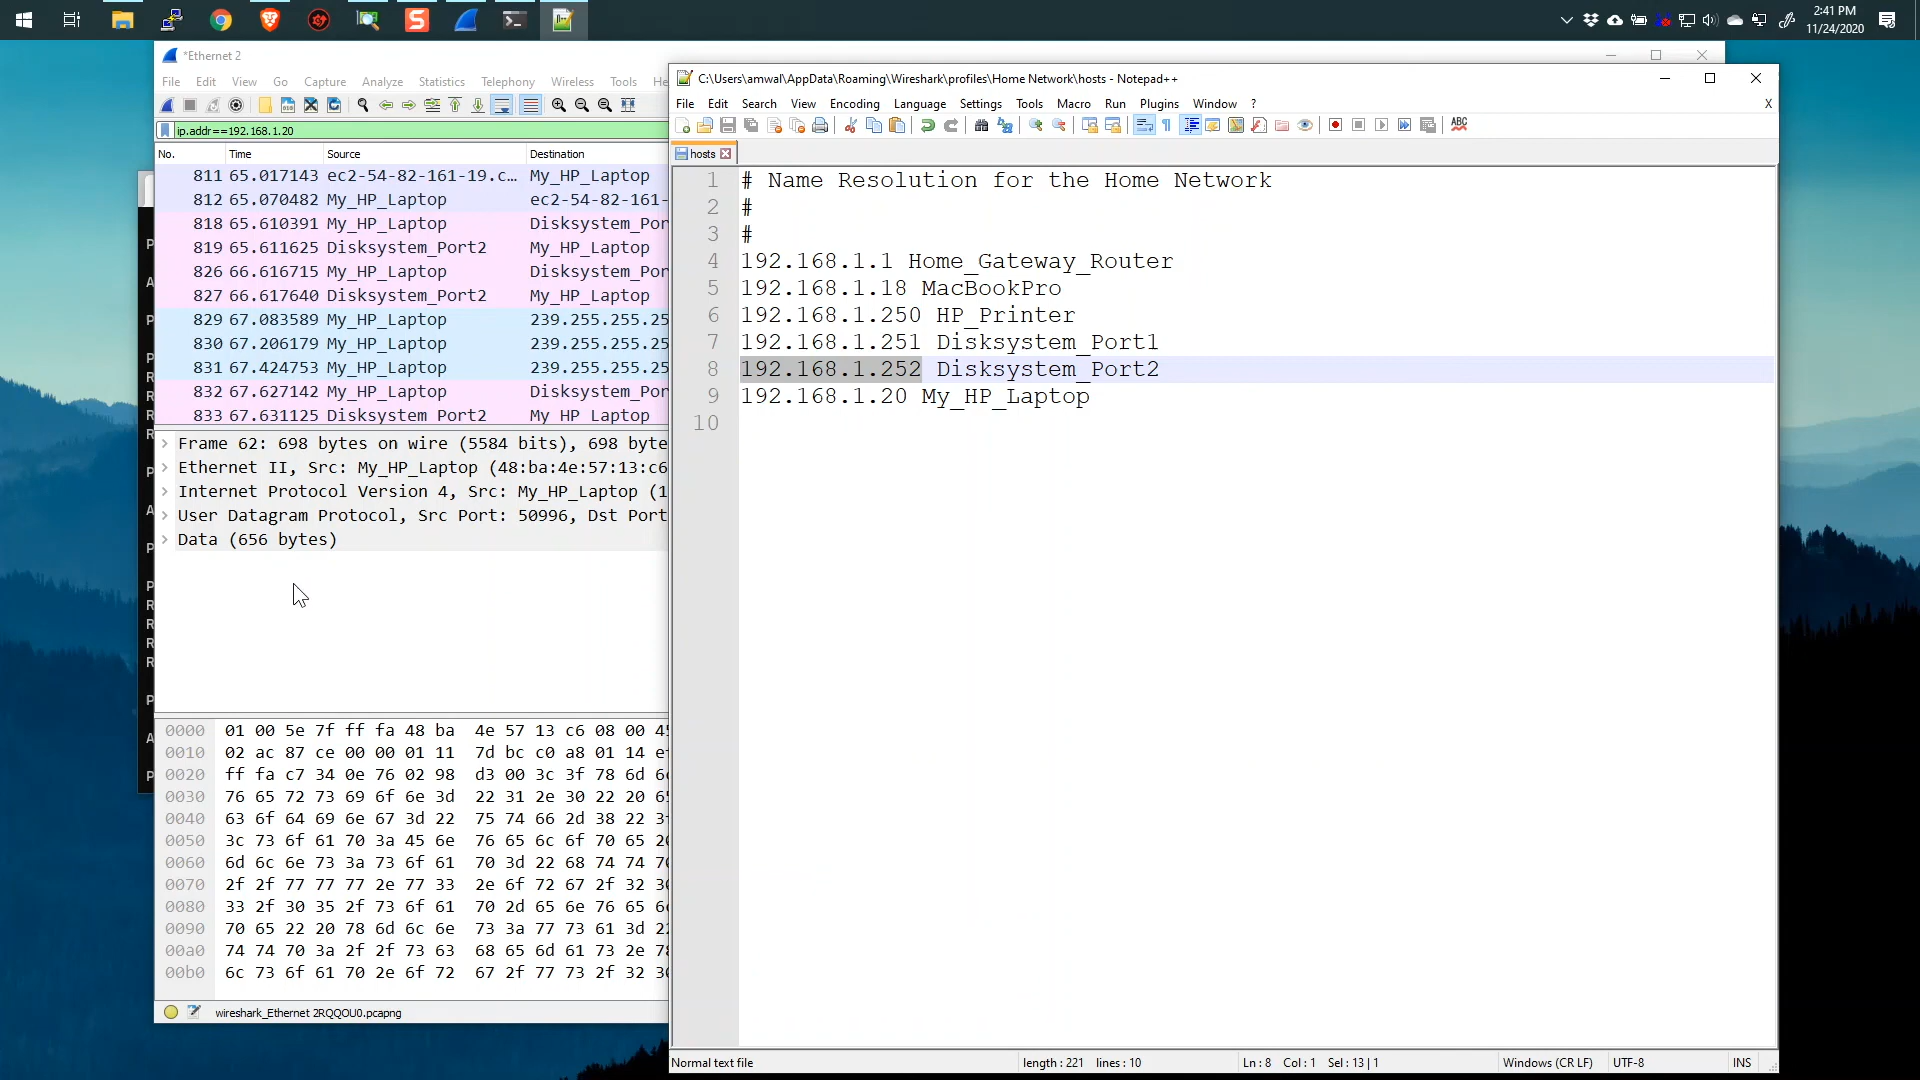 2:41 PM
11/24/2020
*Ethernet 2
File Edit View Go Capture Analyze Statistics Telephony Wireless Tools He
ip.addr==192.168.1.20
No. Time Source Destination
811 65.017143 ec2-54-82-161-19.c… My_HP_Laptop
812 65.070482 My_HP_Laptop ec2-54-82-161-
818 65.610391 My_HP_Laptop Disksystem_Por
819 65.611625 Disksystem_Port2 My_HP_Laptop
826 66.616715 My_HP_Laptop Disksystem_Por
827 66.617640 Disksystem_Port2 My_HP_Laptop
829 67.083589 My_HP_Laptop 239.255.255.25
830 67.206179 My_HP_Laptop 239.255.255.25
831 67.424753 My_HP_Laptop 239.255.255.25
832 67.627142 My_HP_Laptop Disksystem_Por
833 67.631125 Disksystem Port2 My HP Laptop
Frame 62: 698 bytes on wire (5584 bits), 698 byte
Ethernet II, Src: My_HP_Laptop (48:ba:4e:57:13:c6
Internet Protocol Version 4, Src: My_HP_Laptop (1
User Datagram Protocol, Src Port: 50996, Dst Port
Data (656 bytes)
0000 01 00 5e 7f ff fa 48 ba 4e 57 13 c6 08 00 45
0010 02 ac 87 ce 00 00 01 11 7d bc c0 a8 01 14 ef
0020 ff fa c7 34 0e 76 02 98 d3 00 3c 3f 78 6d 6c
0030 76 65 72 73 69 6f 6e 3d 22 31 2e 30 22 20 65
0040 63 6f 64 69 6e 67 3d 22 75 74 66 2d 38 22 3f
0050 3c 73 6f 61 70 3a 45 6e 76 65 6c 6f 70 65 20
0060 6d 6c 6e 73 3a 73 6f 61 70 3d 22 68 74 74 70
0070 2f 2f 77 77 77 2e 77 33 2e 6f 72 67 2f 32 30
0080 33 2f 30 35 2f 73 6f 61 70 2d 65 6e 76 65 6c
0090 70 65 22 20 78 6d 6c 6e 73 3a 77 73 61 3d 22
00a0 74 74 70 3a 2f 2f 73 63 68 65 6d 61 73 2e 78
00b0 6c 73 6f 61 70 2e 6f 72 67 2f 77 73 2f 32 30
wireshark_Ethernet 2RQQOU0.pcapng
C:\Users\amwal\AppData\Roaming\Wireshark\profiles\Home Network\hosts - Notepad++
File Edit Search View Encoding Language Settings Tools Macro Run Plugins Window ? X
ABC
hosts
1 # Name Resolution for the Home Network
2 #
3 #
4 192.168.1.1 Home_Gateway_Router
5 192.168.1.18 MacBookPro
6 192.168.1.250 HP_Printer
7 192.168.1.251 Disksystem_Port1
8 192.168.1.252 Disksystem_Port2
9 192.168.1.20 My_HP_Laptop
10
Normal text file length : 221 lines : 10 Ln : 8 Col : 1 Sel : 13 | 1 Windows (CR LF) UTF-8 INS